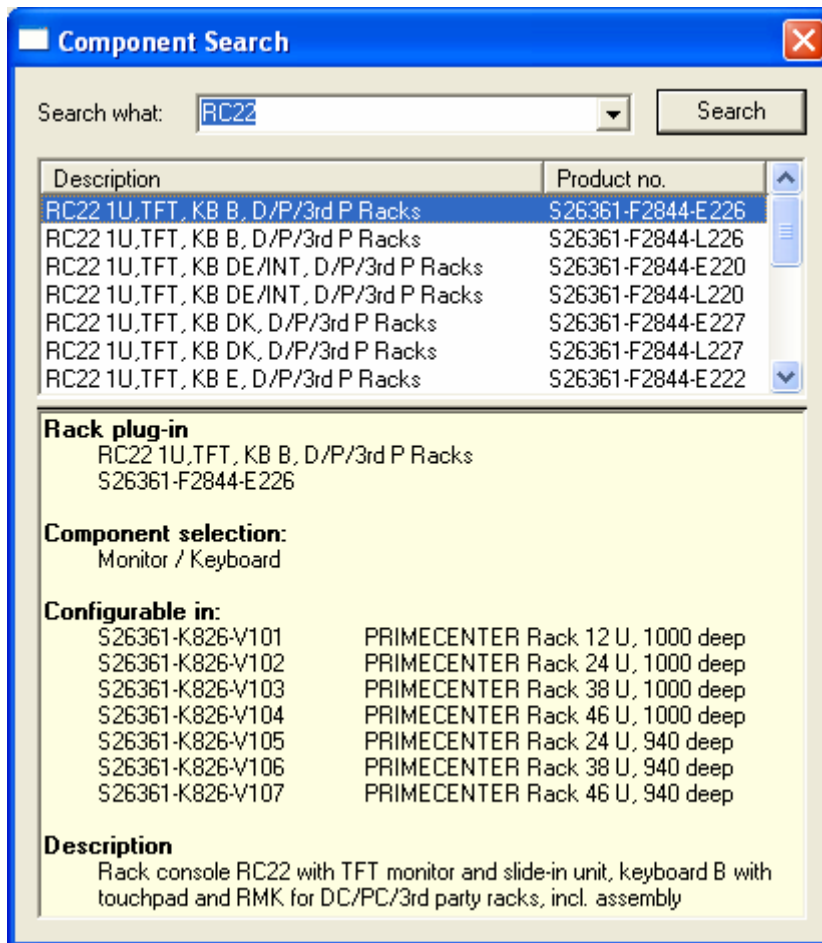 Component Search
Search what: RC22 Search
Description Product no.
RC22 1U,TFT, KB B, D/P/3rd P Racks S26361-F2844-E226
RC22 1U,TFT, KB B, D/P/3rd P Racks S26361-F2844-L226
RC22 1U,TFT, KB DE/INT, D/P/3rd P Racks S26361-F2844-E220
RC22 1U,TFT, KB DE/INT, D/P/3rd P Racks S26361-F2844-L220
RC22 1U,TFT, KB DK, D/P/3rd P Racks S26361-F2844-E227
RC22 1U,TFT, KB DK, D/P/3rd P Racks S26361-F2844-L227
RC22 1U,TFT, KB E, D/P/3rd P Racks S26361-F2844-E222
Rack plug-in
RC22 1U,TFT, KB B, D/P/3rd P Racks
S26361-F2844-E226
Component selection:
Monitor / Keyboard
Configurable in:
S26361-K826-V101 PRIMECENTER Rack 12 U, 1000 deep
S26361-K826-V102 PRIMECENTER Rack 24 U, 1000 deep
S26361-K826-V103 PRIMECENTER Rack 38 U, 1000 deep
S26361-K826-V104 PRIMECENTER Rack 46 U, 1000 deep
S26361-K826-V105 PRIMECENTER Rack 24 U, 940 deep
S26361-K826-V106 PRIMECENTER Rack 38 U, 940 deep
S26361-K826-V107 PRIMECENTER Rack 46 U, 940 deep
Description
Rack console RC22 with TFT monitor and slide-in unit, keyboard B with
touchpad and RMK for DC/PC/3rd party racks, incl. assembly